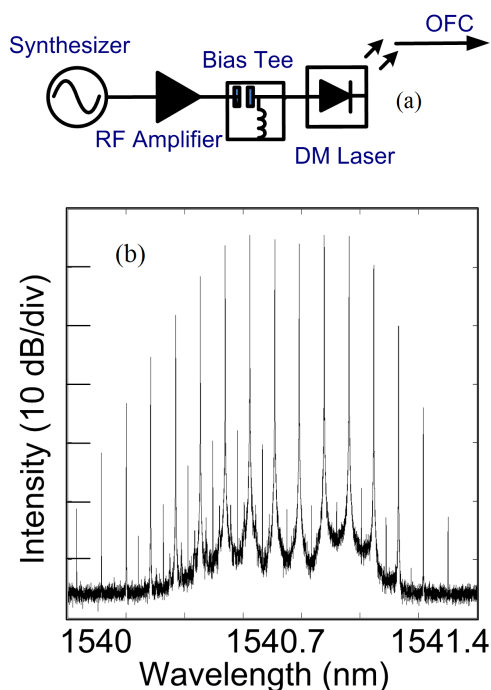 OFC
Synthesizer
Bias Tee
(a)
RF Amplifier
DM Laser
(b)
Intensity (10 dB/div)
1540 1540.7 1541.4
Wavelength (nm)